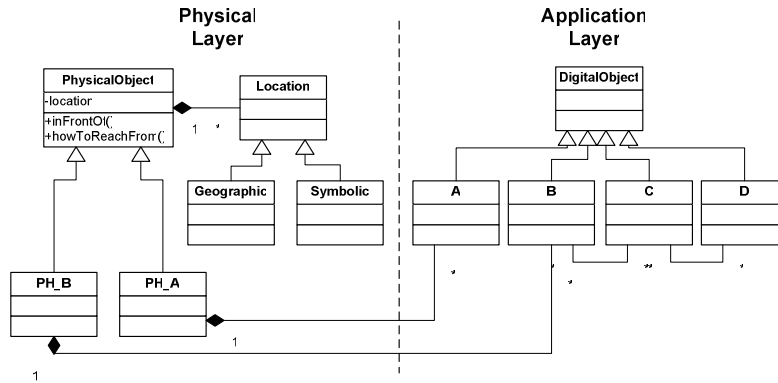 Physical
Layer
Application
Layer
PhysicalObject
-location
+inFrontOf()
+howToReachFrom()
1
*
Location
Geographic
Symbolic
DigitalObject
A
B
C
D
PH_B
PH_A
*
*
*
**
*
1
1